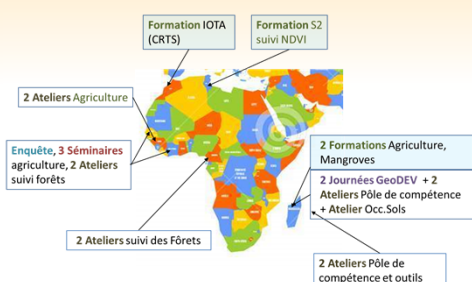 Formation IOTA
(CRTS)
Formation S2
suivi NDVI
2 Ateliers Agriculture
Enquête, 3 Séminaires
agriculture, 2 Ateliers
suivi forêts
2 Ateliers suivi des Fôrets
2 Formations Agriculture,
Mangroves
2 Journées GeoDEV + 2
Ateliers Pôle de compétence
+ Atelier Occ.Sols
2 Ateliers Pôle de
compétence et outils